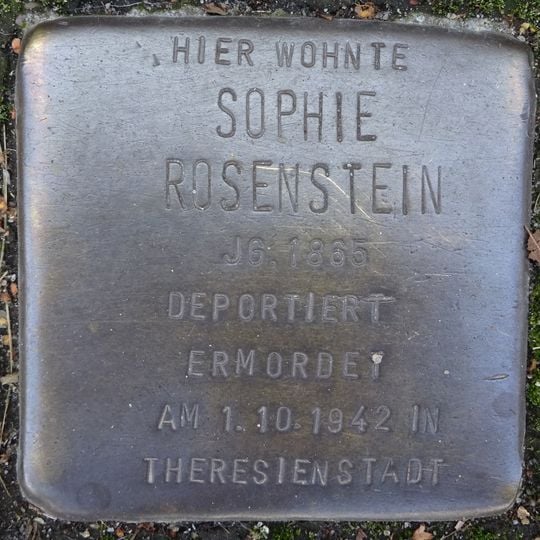 HIER WOHNTE
SOPHIE
ROSENSTEIN
JG. 1865
DEPORTIERT
ERMORDET
AM 1.10.1942 IN
THERESIENSTADT